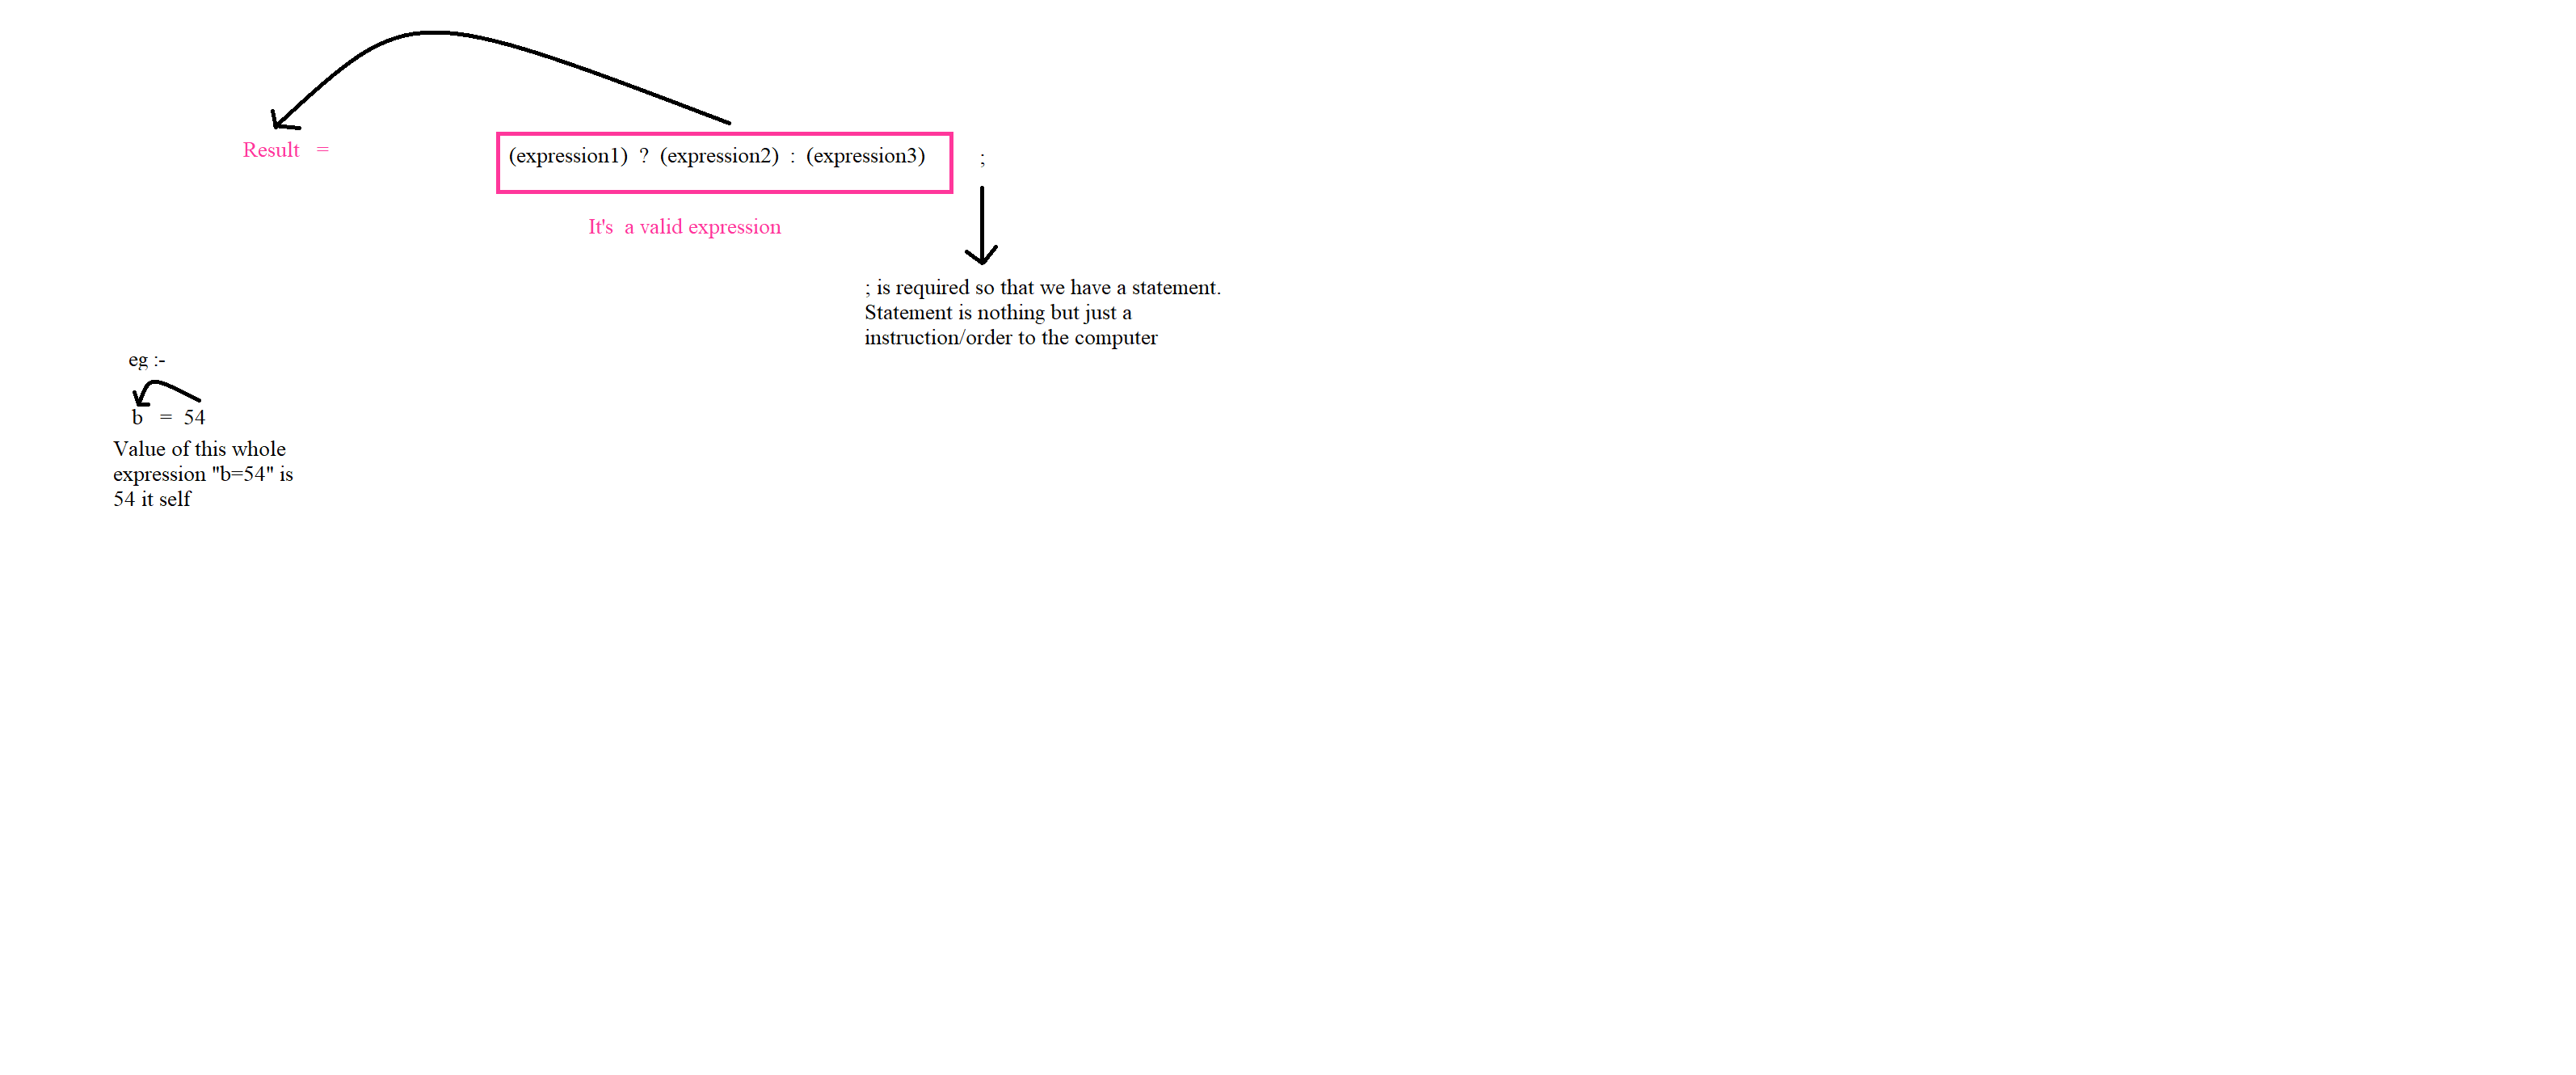 Result =
(expression1) ? (expression2) : (expression3) ;
It's a valid expression
; is required so that we have a statement.
Statement is nothing but just a
instruction/order to the computer
eg :-
b = 54
Value of this whole
expression "b=54" is
54 it self